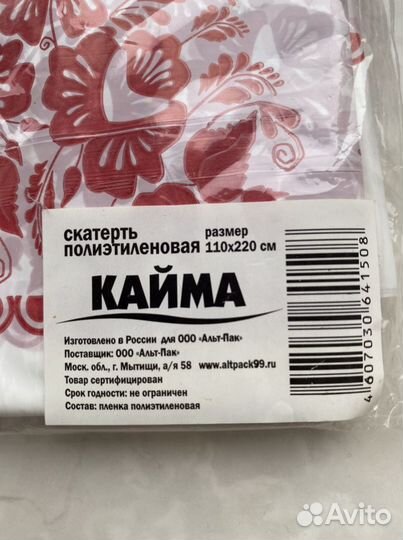 скатерть
полиэтиленовая
размер
110x220 см
КАЙМА
Изготовлено в России для ООО «Альт-Пак»
Поставщик: ООО «Альт-Пак»
Моск. обл., г. Мытищи, а/я 58 www.altpack99.ru
Товар сертифицирован
Срок годности: не ограничен
Состав: пленка полиэтиленовая
4607030641508
Avito